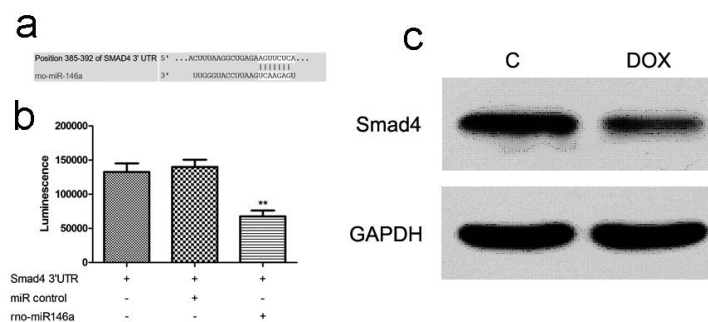 a
Position 385-392 of SMAD4 3' UTR 5' ...ACUUUAAGGCUGAGAAGUUCUCA...
rno-miR-146a 3' UUGGGUACCUUAAGUCAAGAGU
b
200000
150000
100000
50000
0
Luminescence
**
Smad4 3'UTR + + +
miR control - + -
rno-miR146a - - +
c
C DOX
Smad4
GAPDH